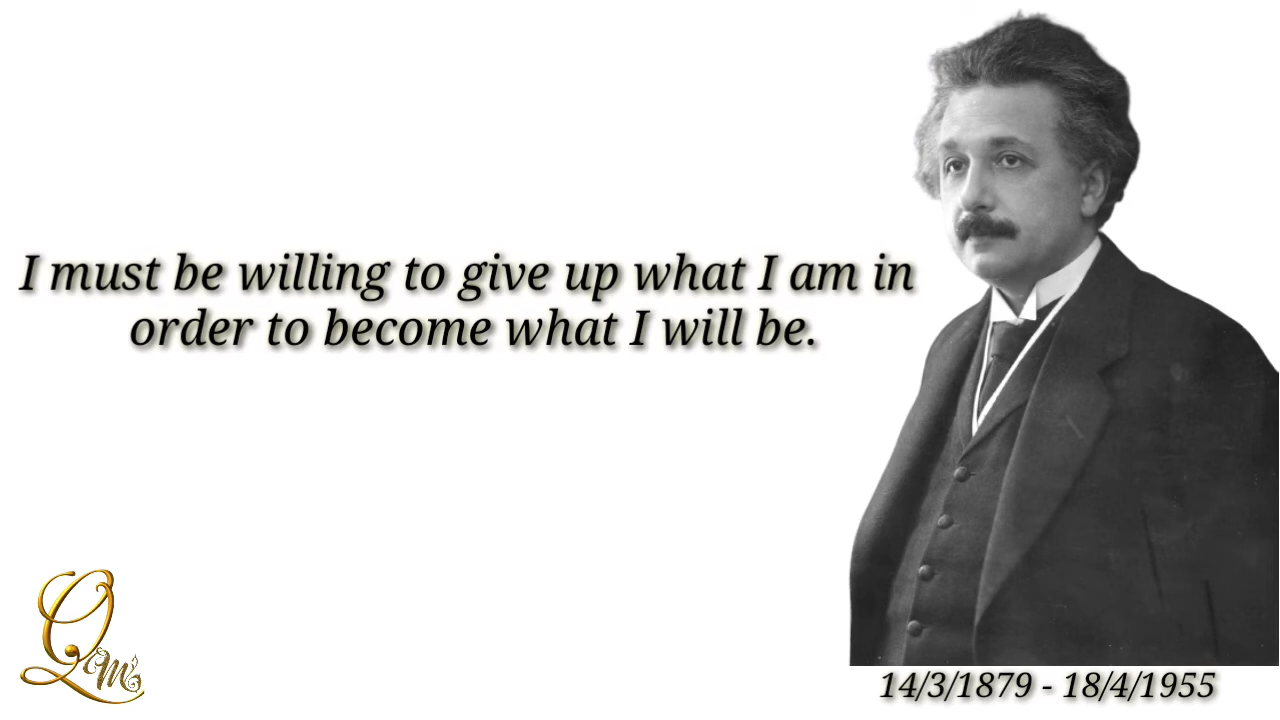 I must be willing to give up what I am in
order to become what I will be.
QM's
14/3/1879 - 18/4/1955